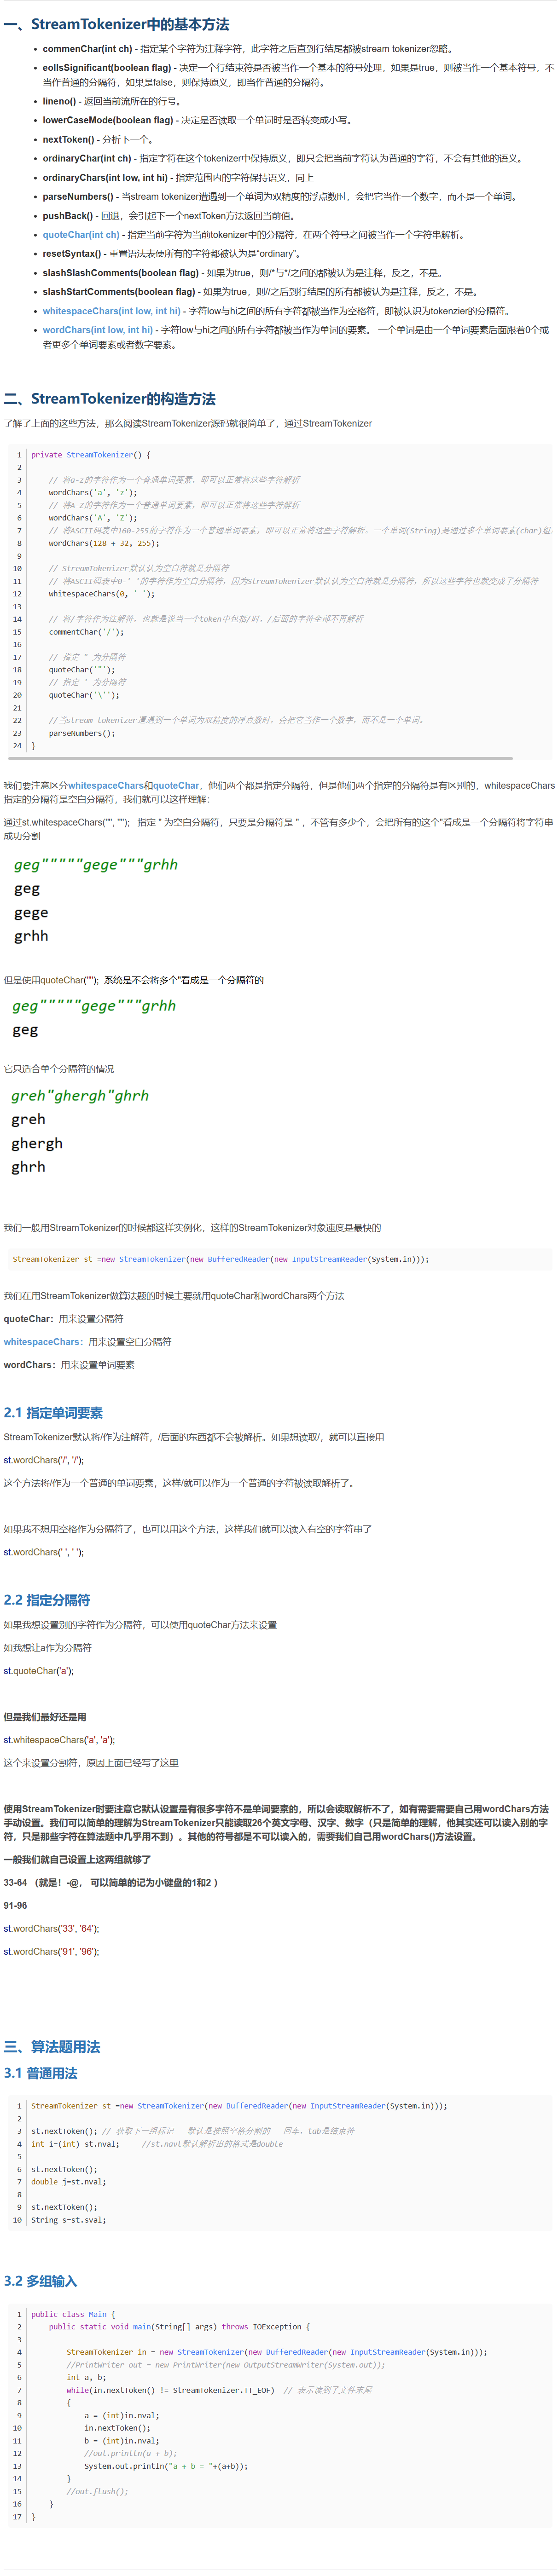 一、StreamTokenizer中的基本方法
commenChar(int ch) - 指定某个字符为注释字符，此字符之后直到行结尾都被stream tokenizer忽略。
eolIsSignificant(boolean flag) - 决定一个行结束符是否被当作一个基本的符号处理，如果是true，则被当作一个基本符号，不
当作普通的分隔符，如果是false，则保持原义，即当作普通的分隔符。
lineno() - 返回当前流所在的行号。
lowerCaseMode(boolean flag) - 决定是否读取一个单词时是否转变成小写。
nextToken() - 分析下一个。
ordinaryChar(int ch) - 指定字符在这个tokenizer中保持原义，即只会把当前字符认为普通的字符，不会有其他的语义。
ordinaryChars(int low, int hi) - 指定范围内的字符保持语义，同上
parseNumbers() - 当stream tokenizer遭遇到一个单词为双精度的浮点数时，会把它当作一个数字，而不是一个单词。
pushBack() - 回退，会引起下一个nextToken方法返回当前值。
quoteChar(int ch) - 指定当前字符为当前tokenizer中的分隔符，在两个符号之间被当作一个字符串解析。
resetSyntax() - 重置语法表使所有的字符都被认为是“ordinary”。
slashSlashComments(boolean flag) - 如果为true，则/*与*/之间的都被认为是注释，反之，不是。
slashStartComments(boolean flag) - 如果为true，则//之后到行结尾的所有都被认为是注释，反之，不是。
whitespaceChars(int low, int hi) - 字符low与hi之间的所有字符都被当作为空格符，即被认识为tokenzier的分隔符。
wordChars(int low, int hi) - 字符low与hi之间的所有字符都被当作为单词的要素。 一个单词是由一个单词要素后面跟着0个或
者更多个单词要素或者数字要素。
二、StreamTokenizer的构造方法
了解了上面的这些方法，那么阅读StreamTokenizer源码就很简单了，通过StreamTokenizer
1 private StreamTokenizer() {
2
3 // 将a-z的字符作为一个普通单词要素，即可以正常将这些字符解析
4 wordChars('a', 'z');
5 // 将A-Z的字符作为一个普通单词要素，即可以正常将这些字符解析
6 wordChars('A', 'Z');
7 // 将ASCII码表中160-255的字符作为一个普通单词要素，即可以正常将这些字符解析。一个单词(String)是通过多个单词要素(char)组
8 wordChars(128 + 32, 255);
9
10 // StreamTokenizer默认认为空白符就是分隔符
11 // 将ASCII码表中0-' '的字符作为空白分隔符，因为StreamTokenizer默认认为空白符就是分隔符，所以这些字符也就变成了分隔符
12 whitespaceChars(0, ' ');
13
14 // 将/字符作为注解符，也就是说当一个token中包括/时，/后面的字符全部不再解析
15 commentChar('/');
16
17 // 指定 " 为分隔符
18 quoteChar('"');
19 // 指定 ' 为分隔符
20 quoteChar('\'');
21
22 //当stream tokenizer遭遇到一个单词为双精度的浮点数时，会把它当作一个数字，而不是一个单词。
23 parseNumbers();
24 }
我们要注意区分whitespaceChars和quoteChar，他们两个都是指定分隔符，但是他们两个指定的分隔符是有区别的，whitespaceChars
指定的分隔符是空白分隔符，我们就可以这样理解：
通过st.whitespaceChars('"', '"'); 指定 " 为空白分隔符，只要是分隔符是 " ，不管有多少个，会把所有的这个"看成是一个分隔符将字符串
成功分割
geg"""""gege"""grhh
geg
gege
grhh
但是使用quoteChar('"'); 系统是不会将多个"看成是一个分隔符的
geg"""""gege"""grhh
geg
它只适合单个分隔符的情况
greh"ghergh"ghrh
greh
ghergh
ghrh
我们一般用StreamTokenizer的时候都这样实例化，这样的StreamTokenizer对象速度是最快的
StreamTokenizer st =new StreamTokenizer(new BufferedReader(new InputStreamReader(System.in)));
我们在用StreamTokenizer做算法题的时候主要就用quoteChar和wordChars两个方法
quoteChar：用来设置分隔符
whitespaceChars：用来设置空白分隔符
wordChars：用来设置单词要素
2.1 指定单词要素
StreamTokenizer默认将/作为注解符，/后面的东西都不会被解析。如果想读取/，就可以直接用
st.wordChars('/', '/');
这个方法将/作为一个普通的单词要素，这样/就可以作为一个普通的字符被读取解析了。
如果我不想用空格作为分隔符了，也可以用这个方法，这样我们就可以读入有空的字符串了
st.wordChars(' ', ' ');
2.2 指定分隔符
如果我想设置别的字符作为分隔符，可以使用quoteChar方法来设置
如我想让a作为分隔符
st.quoteChar('a');
但是我们最好还是用
st.whitespaceChars('a', 'a');
这个来设置分割符，原因上面已经写了这里
使用StreamTokenizer时要注意它默认设置是有很多字符不是单词要素的，所以会读取解析不了，如有需要需要自己用wordChars方法
手动设置。我们可以简单的理解为StreamTokenizer只能读取26个英文字母、汉字、数字（只是简单的理解，他其实还可以读入别的字
符，只是那些字符在算法题中几乎用不到）。其他的符号都是不可以读入的，需要我们自己用wordChars()方法设置。
一般我们就自己设置上这两组就够了
33-64 （就是！-@， 可以简单的记为小键盘的1和2 ）
91-96
st.wordChars('33', '64');
st.wordChars('91', '96');
三、算法题用法
3.1 普通用法
1 StreamTokenizer st =new StreamTokenizer(new BufferedReader(new InputStreamReader(System.in)));
2
3 st.nextToken(); // 获取下一组标记 默认是按照空格分割的 回车，tab是结束符
4 int i=(int) st.nval; //st.navl默认解析出的格式是double
5
6 st.nextToken();
7 double j=st.nval;
8
9 st.nextToken();
10 String s=st.sval;
3.2 多组输入
1 public class Main {
2 public static void main(String[] args) throws IOException {
3
4 StreamTokenizer in = new StreamTokenizer(new BufferedReader(new InputStreamReader(System.in)));
5 //PrintWriter out = new PrintWriter(new OutputStreamWriter(System.out));
6 int a, b;
7 while(in.nextToken() != StreamTokenizer.TT_EOF) // 表示读到了文件末尾
8 {
9 a = (int)in.nval;
10 in.nextToken();
11 b = (int)in.nval;
12 //out.println(a + b);
13 System.out.println("a + b = "+(a+b));
14 }
15 //out.flush();
16 }
17 }